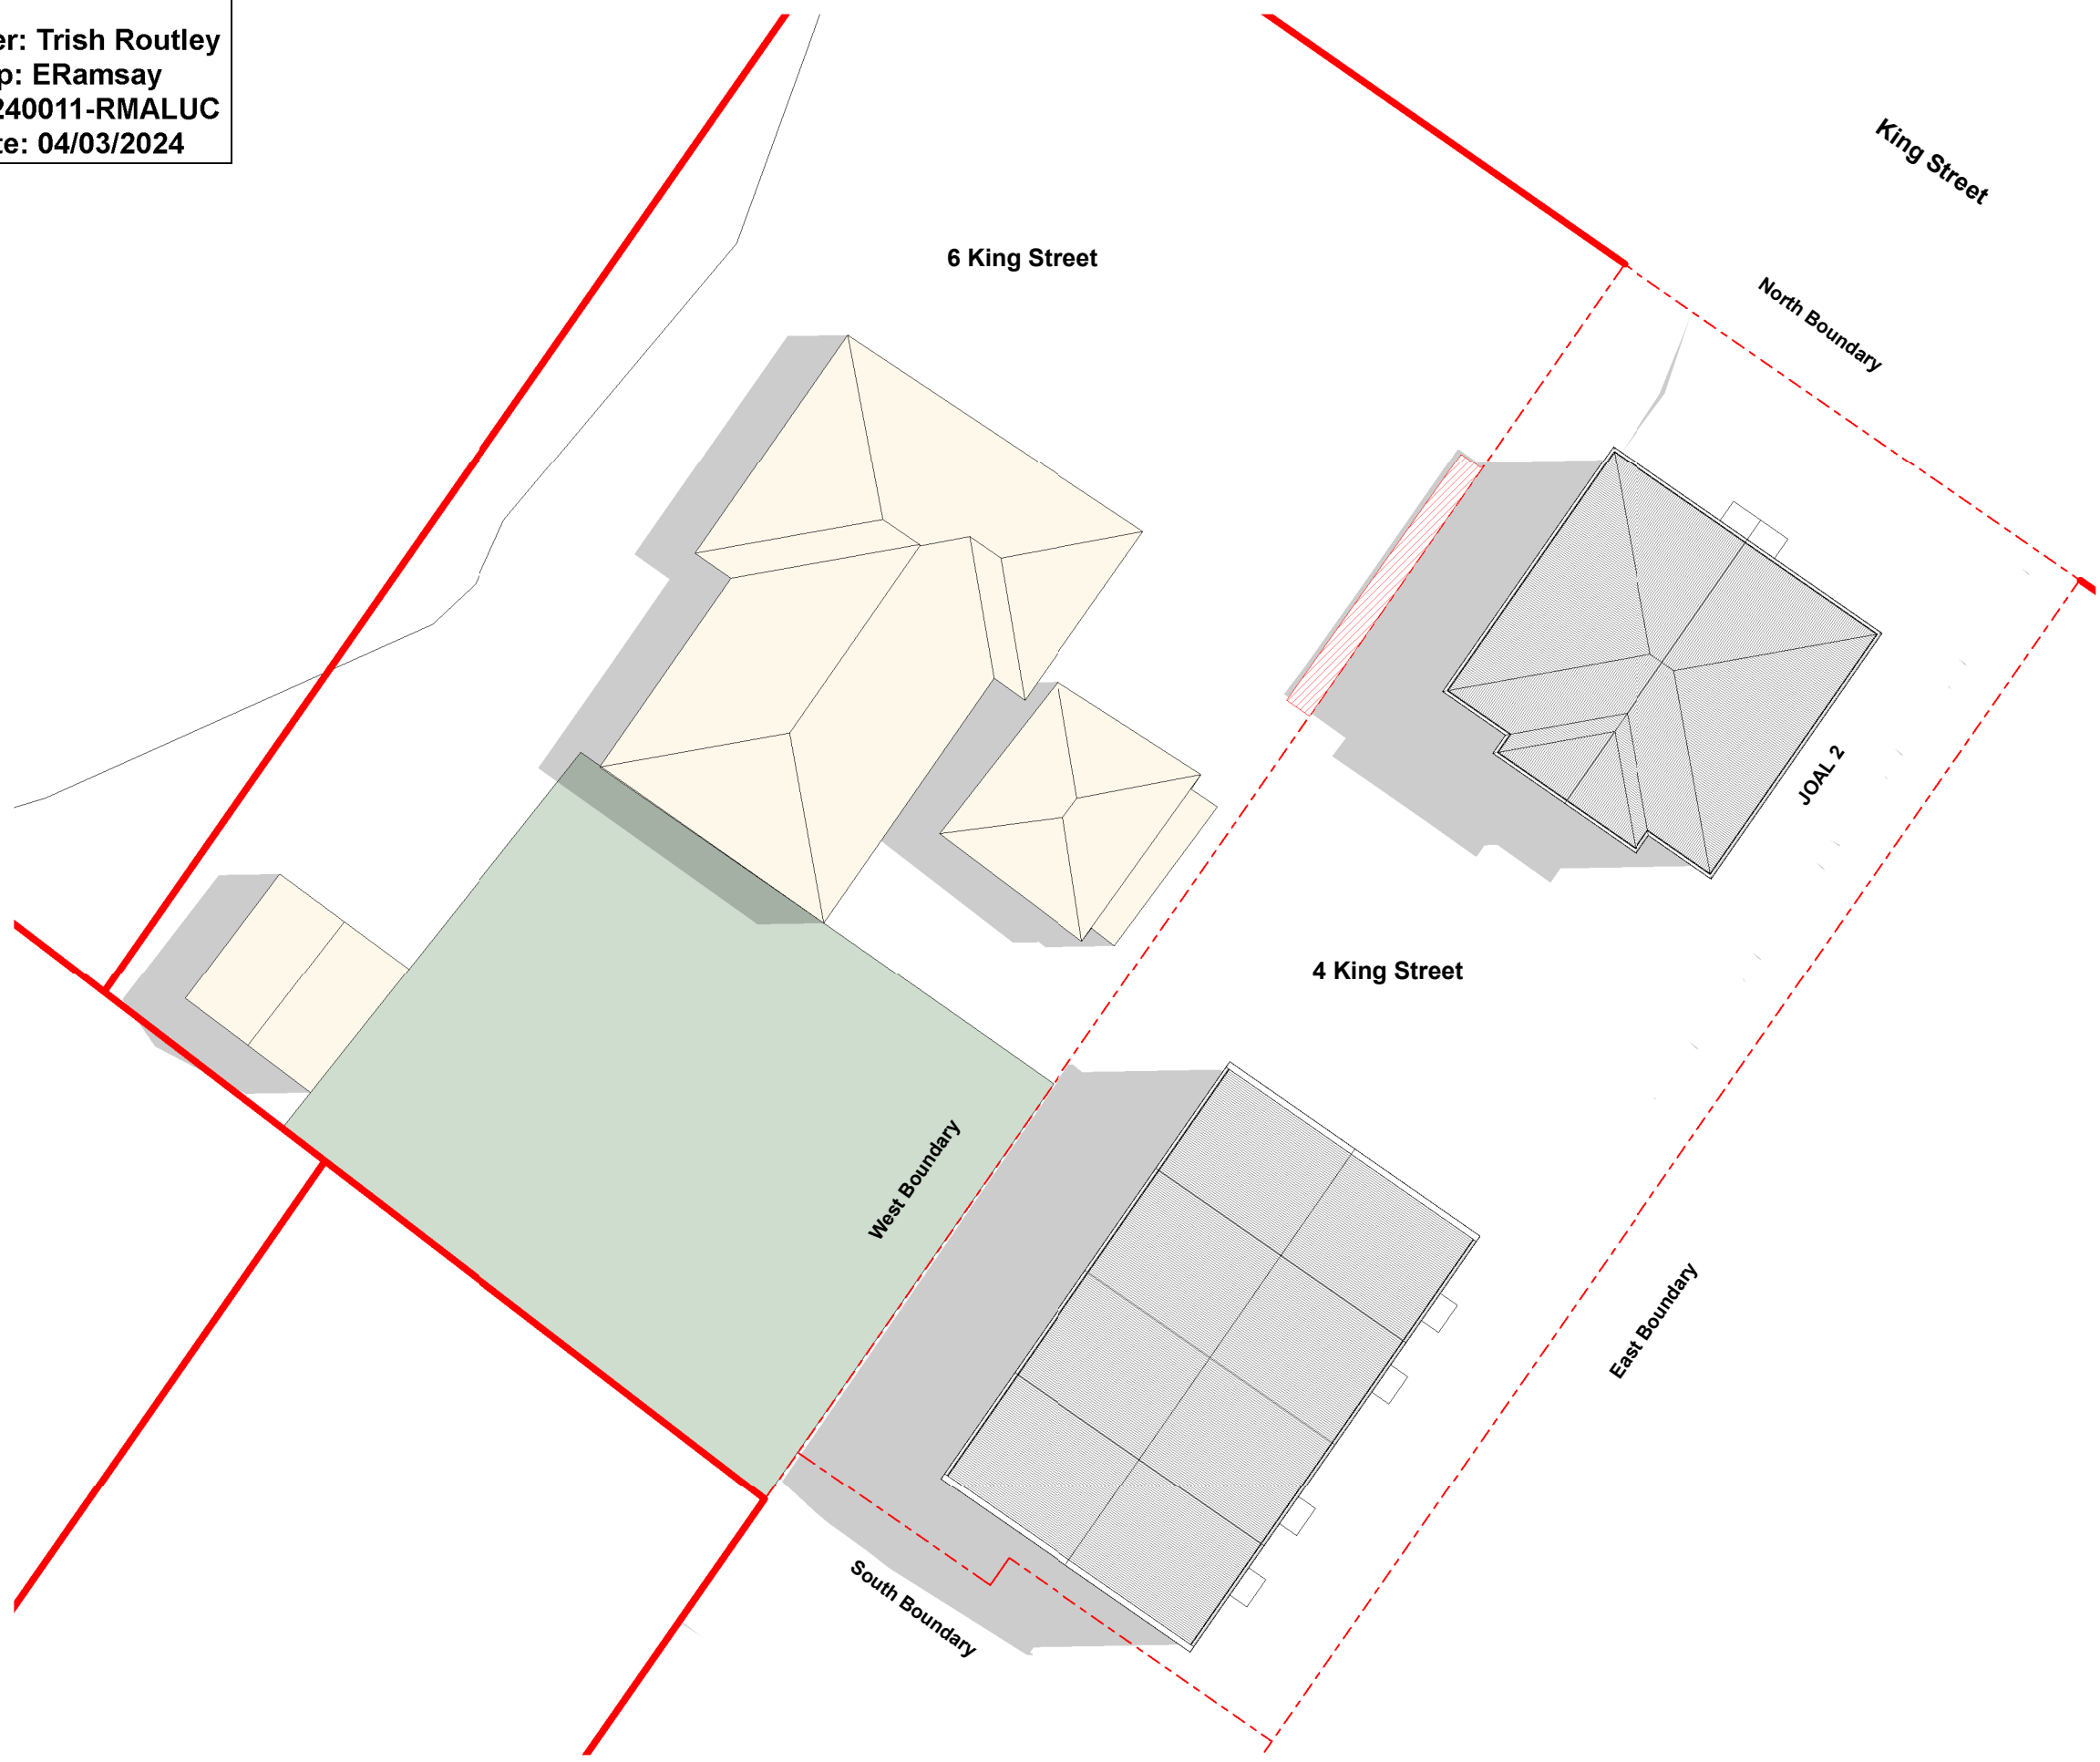 er: Trish Routley
p: ERamsay
240011-RMALUC
te: 04/03/2024
King Street
6 King Street
North Boundary
JOAL 2
4 King Street
West Boundary
East Boundary
South Boundary